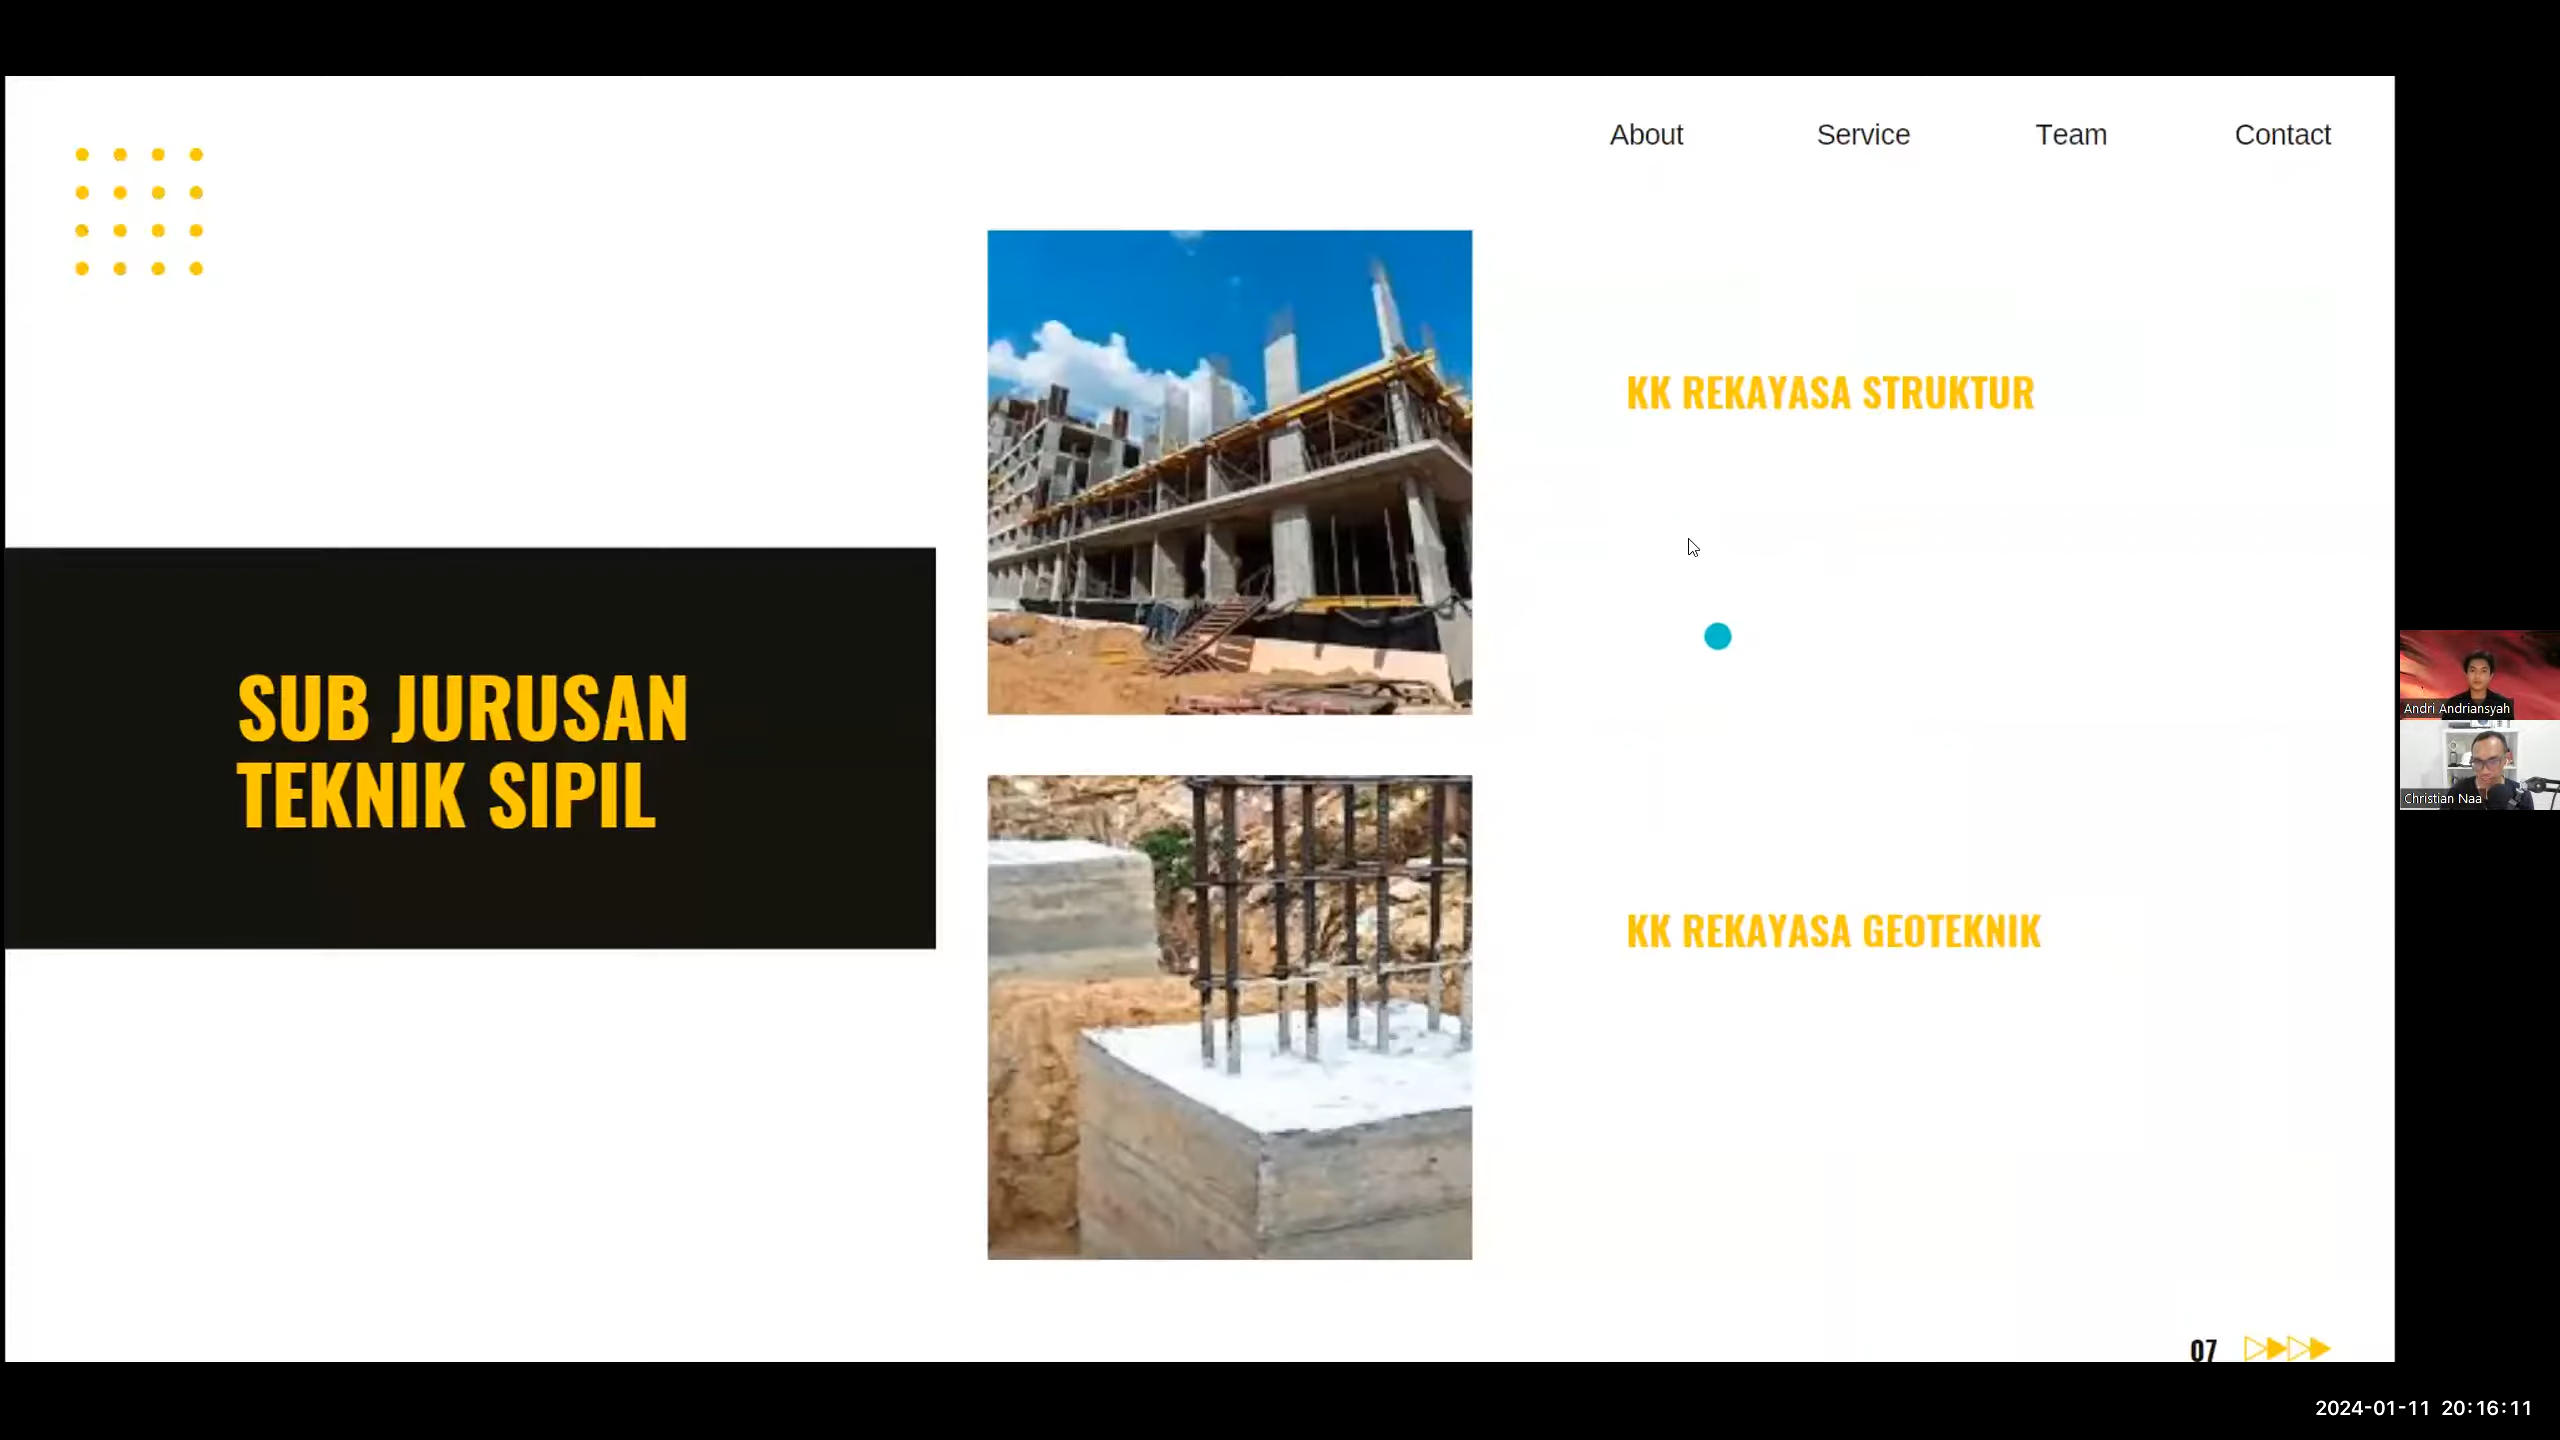 About Service Team Contact
KK REKAYASA STRUKTUR
SUB JURUSAN
TEKNIK SIPIL
KK REKAYASA GEOTEKNIK
07
Andri Andriansyah
Christian Naa
2024-01-11 20:16:11